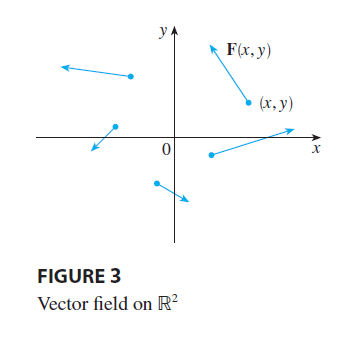 y
F(x, y)
(x, y)
0
x
FIGURE 3
Vector field on ℝ²